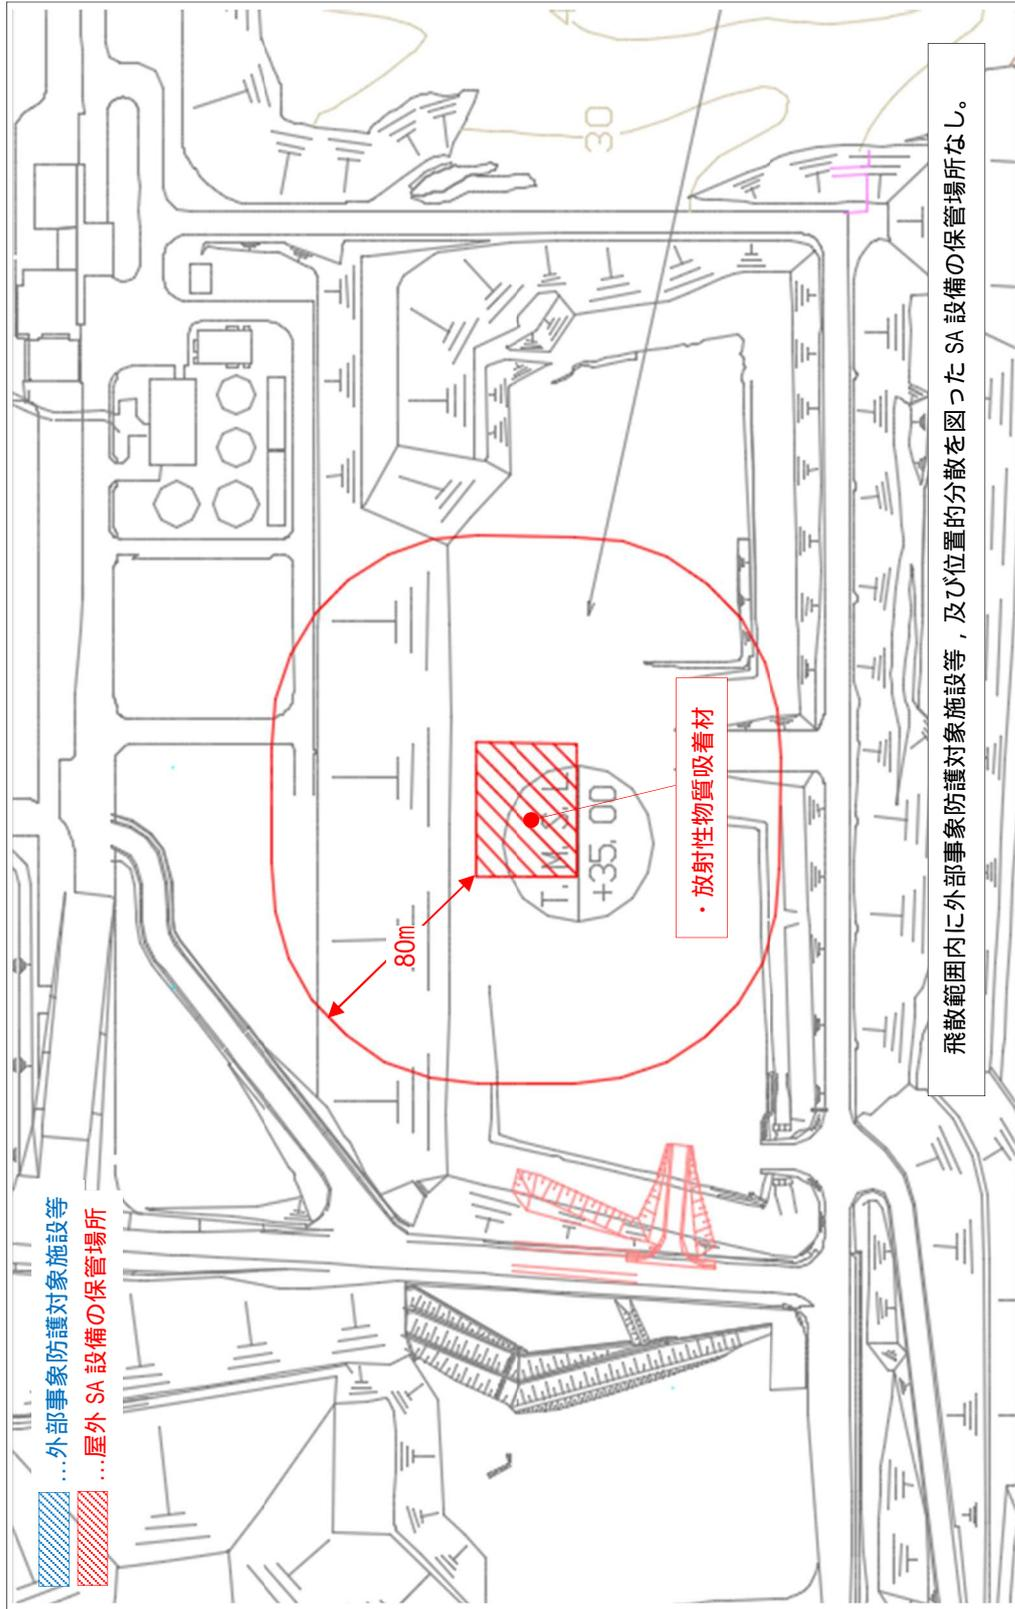 …外部事象防護対象施設等
…屋外 SA 設備の保管場所
80m
T. M. S. L
+35. 00
・放射性物質吸着材
30
飛散範囲内に外部事象防護対象施設等，及び位置的分散を図った SA 設備の保管場所なし。